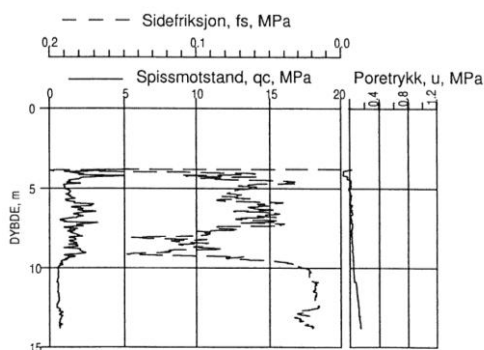 — — — Sidefriksjon, fs, MPa
0,2 0,1 0,0
Spissmotstand, qc, MPa Poretrykk, u, MPa
0 5 10 15 20 0.4 0.8 1.2
0
5
10
15
DYBDE, m